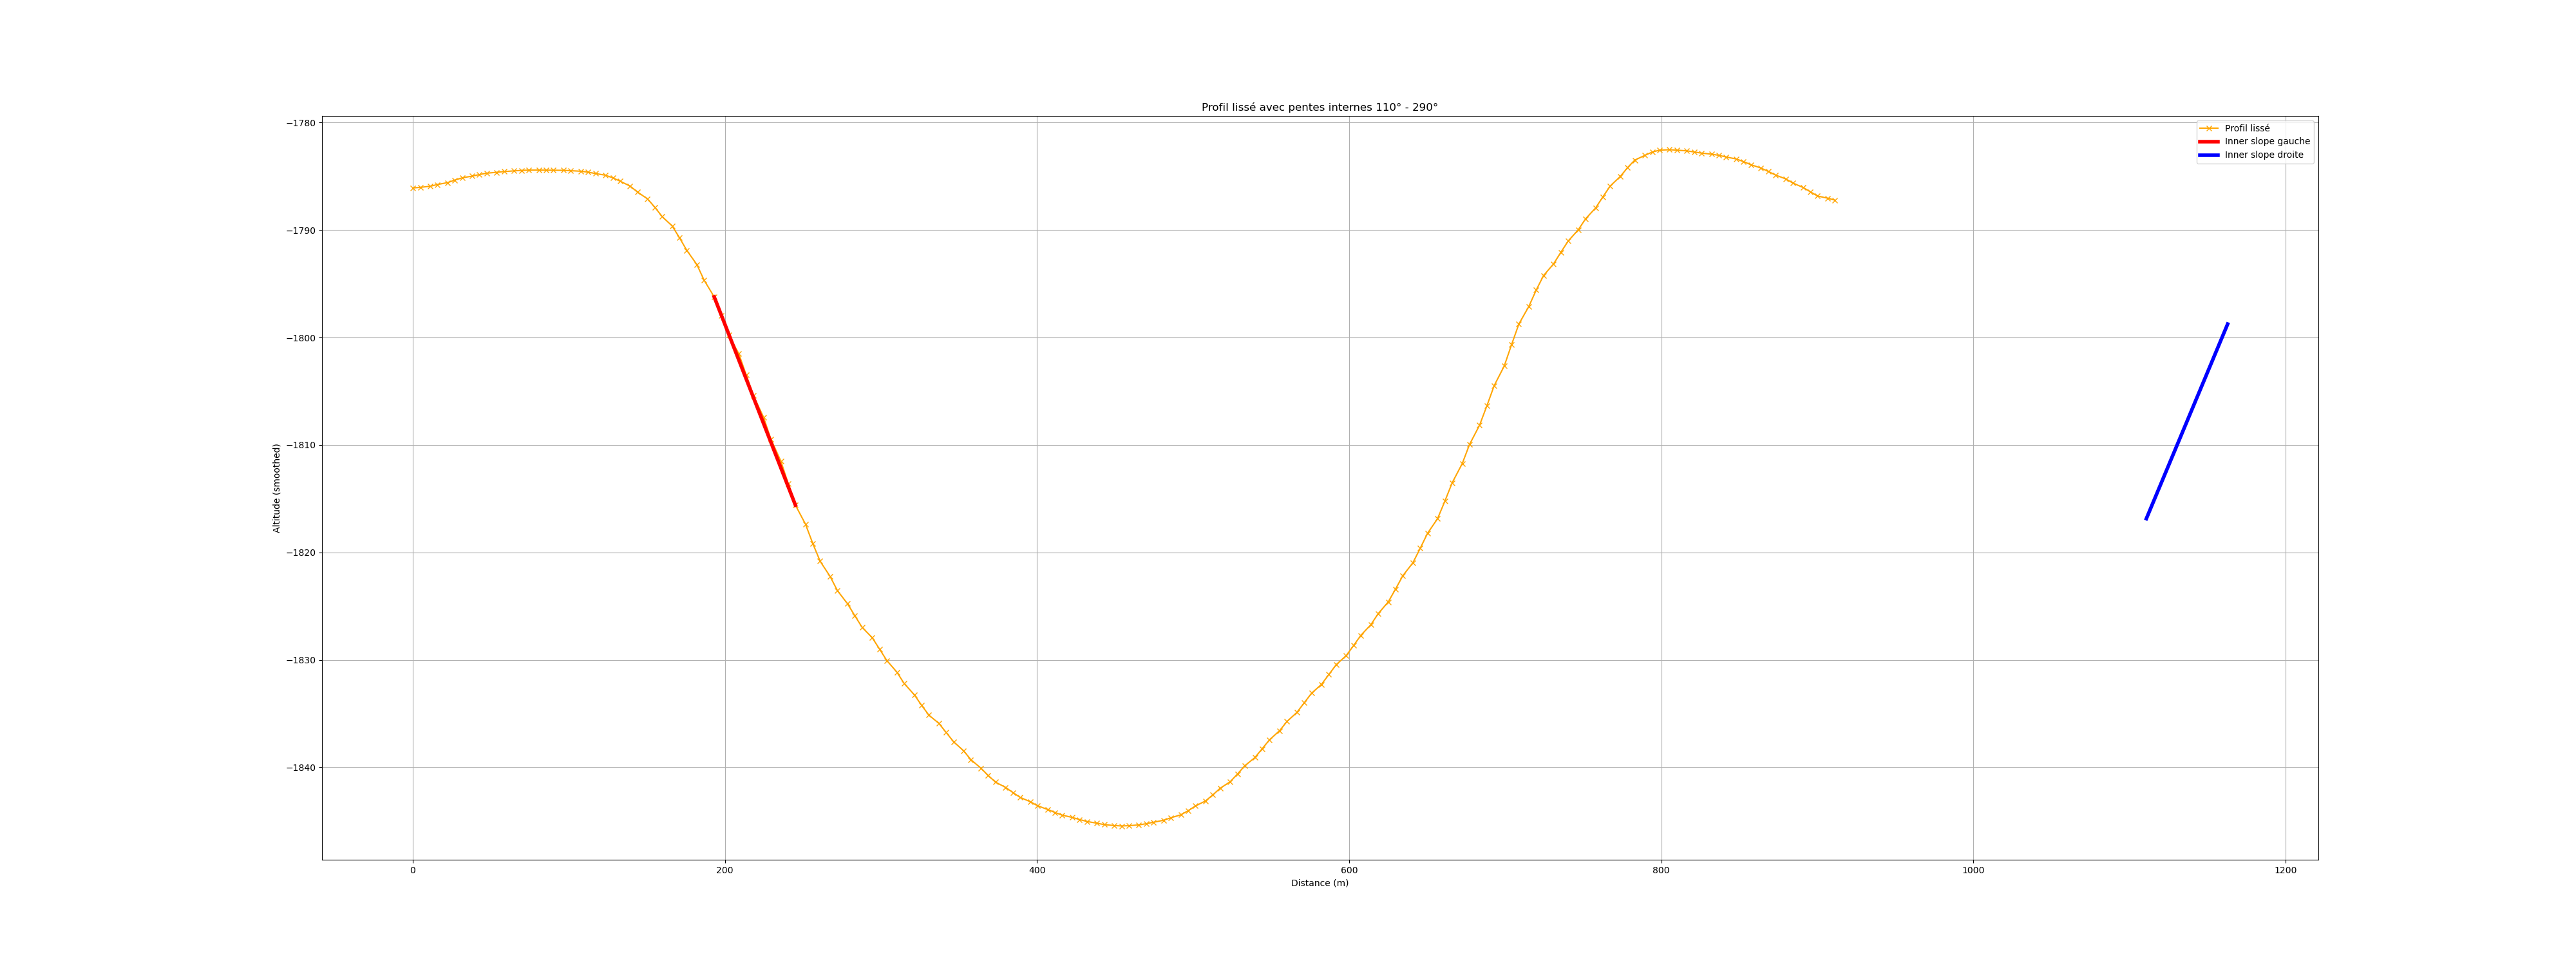 Profil lissé avec pentes internes 110° - 290°
Profil lissé
Inner slope gauche
Inner slope droite
Altitude (smoothed)
−1780
−1790
−1800
−1810
−1820
−1830
−1840
0 200 400 600 800 1000 1200
Distance (m)